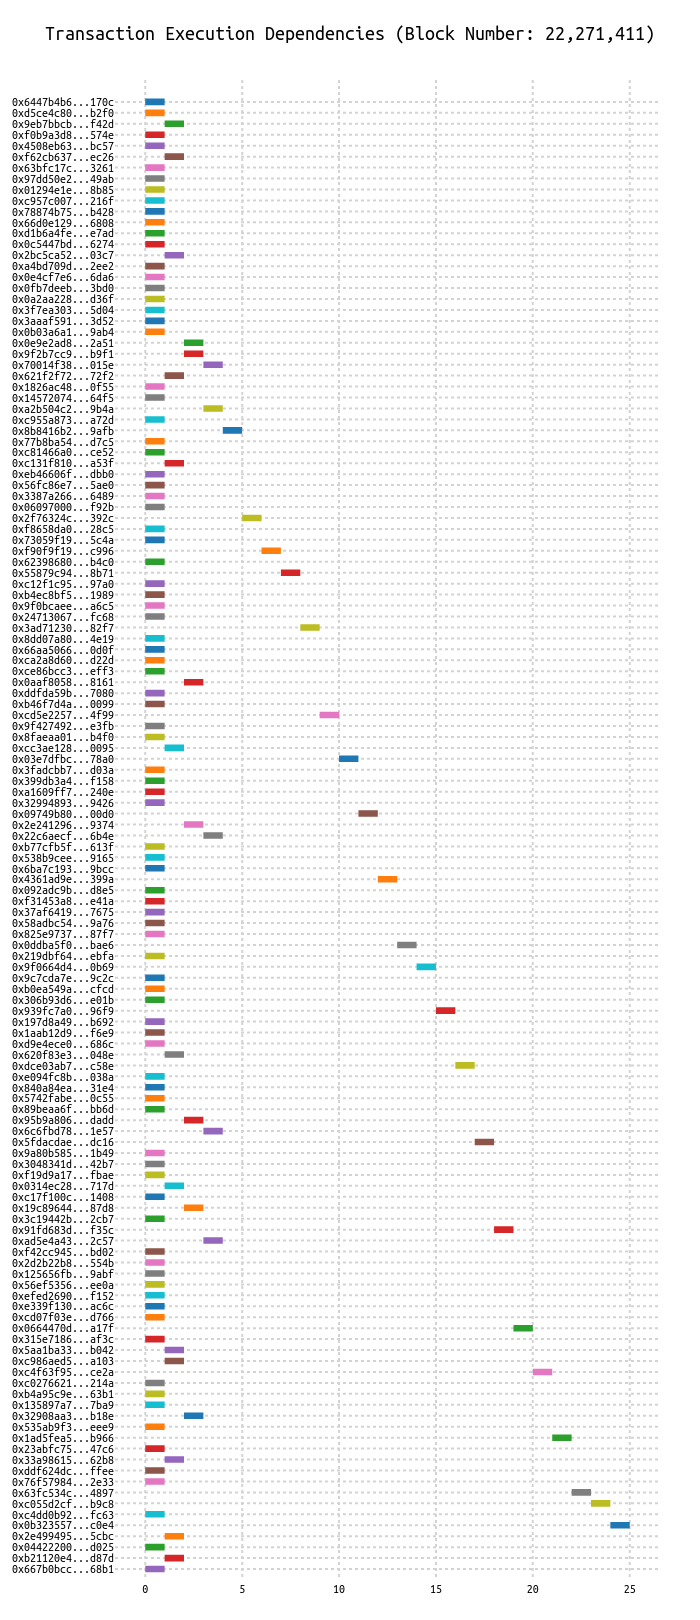 Transaction Execution Dependencies (Block Number: 22,271,411)
0x6447b4b6...170c
0xd5ce4c80...b2f0
0x9eb7bbcb...f42d
0xf0b9a3d8...574e
0x4508eb63...bc57
0xf62cb637...ec26
0x63bfc17c...3261
0x97dd50e2...49ab
0x01294e1e...8b85
0xc957c007...216f
0x78874b75...b428
0x66d0e129...6808
0xd1b6a4fe...e7ad
0x0c5447bd...6274
0x2bc5ca52...03c7
0xa4bd709d...2ee2
0x0e4cf7e6...6da6
0x0fb7deeb...3bd0
0x0a2aa228...d36f
0x3f7ea303...5d04
0x3aaaf591...3d52
0x0b03a6a1...9ab4
0x0e9e2ad8...2a51
0x9f2b7cc9...b9f1
0x70014f38...015e
0x621f2f72...72f2
0x1826ac48...0f55
0x14572074...64f5
0xa2b504c2...9b4a
0xc955a873...a72d
0x8b8416b2...9afb
0x77b8ba54...d7c5
0xc81466a0...ce52
0xc131f810...a53f
0xeb46606f...dbb0
0x56fc86e7...5ae0
0x3387a266...6489
0x06097000...f92b
0x2f76324c...392c
0xf8658da0...28c5
0x73059f19...5c4a
0xf90f9f19...c996
0x62398680...b4c0
0x55879c94...8b71
0xc12f1c95...97a0
0xb4ec8bf5...1989
0x9f0bcaee...a6c5
0x24713067...fc68
0x3ad71230...82f7
0x8dd07a80...4e19
0x66aa5066...0d0f
0xca2a8d60...d22d
0xce86bcc3...eff3
0x0aaf8058...8161
0xddfda59b...7080
0xb46f7d4a...0099
0xcd5e2257...4f99
0x9f427492...e3fb
0x8faeaa01...b4f0
0xcc3ae128...0095
0x03e7dfbc...78a0
0x3fadcbb7...d03a
0x399db3a4...f158
0xa1609ff7...240e
0x32994893...9426
0x09749b80...00d0
0x2e241296...9374
0x22c6aecf...6b4e
0xb77cfb5f...613f
0x538b9cee...9165
0x6ba7c193...9bcc
0x4361ad9e...399a
0x092adc9b...d8e5
0xf31453a8...e41a
0x37af6419...7675
0x58adbc54...9a76
0x825e9737...87f7
0x0ddba5f0...bae6
0x219dbf64...ebfa
0x9f0664d4...0b69
0x9c7cda7e...9c2c
0xb0ea549a...cfcd
0x306b93d6...e01b
0x939fc7a0...96f9
0x197d8a49...b692
0x1aab12d9...f6e9
0xd9e4ece0...686c
0x620f83e3...048e
0xdce03ab7...c58e
0xe094fc8b...038a
0x840a84ea...31e4
0x5742fabe...0c55
0x89beaa6f...bb6d
0x95b9a806...dadd
0x6c6fbd78...1e57
0x5fdacdae...dc16
0x9a80b585...1b49
0x3048341d...42b7
0xf19d9a17...fbae
0x0314ec28...717d
0xc17f100c...1408
0x19c89644...87d8
0x3c19442b...2cb7
0x91fd683d...f35c
0xad5e4a43...2c57
0xf42cc945...bd02
0x2d2b22b8...554b
0x125656fb...9abf
0x56ef5356...ee0a
0xefed2690...f152
0xe339f130...ac6c
0xcd07f03e...d766
0x0664470d...a17f
0x315e7186...af3c
0x5aa1ba33...b042
0xc986aed5...a103
0xc4f63f95...ce2a
0xc0276621...214a
0xb4a95c9e...63b1
0x135897a7...7ba9
0x32908aa3...b18e
0x535ab9f3...eee9
0x1ad5fea5...b966
0x23abfc75...47c6
0x33a98615...62b8
0xddf624dc...ffee
0x76f57984...2e33
0x63fc534c...4897
0xc055d2cf...b9c8
0xc4dd0b92...fc63
0x0b323557...c0e4
0x2e499495...5cbc
0x04422200...d025
0xb21120e4...d87d
0x667b0bcc...68b1
0 5 10 15 20 25